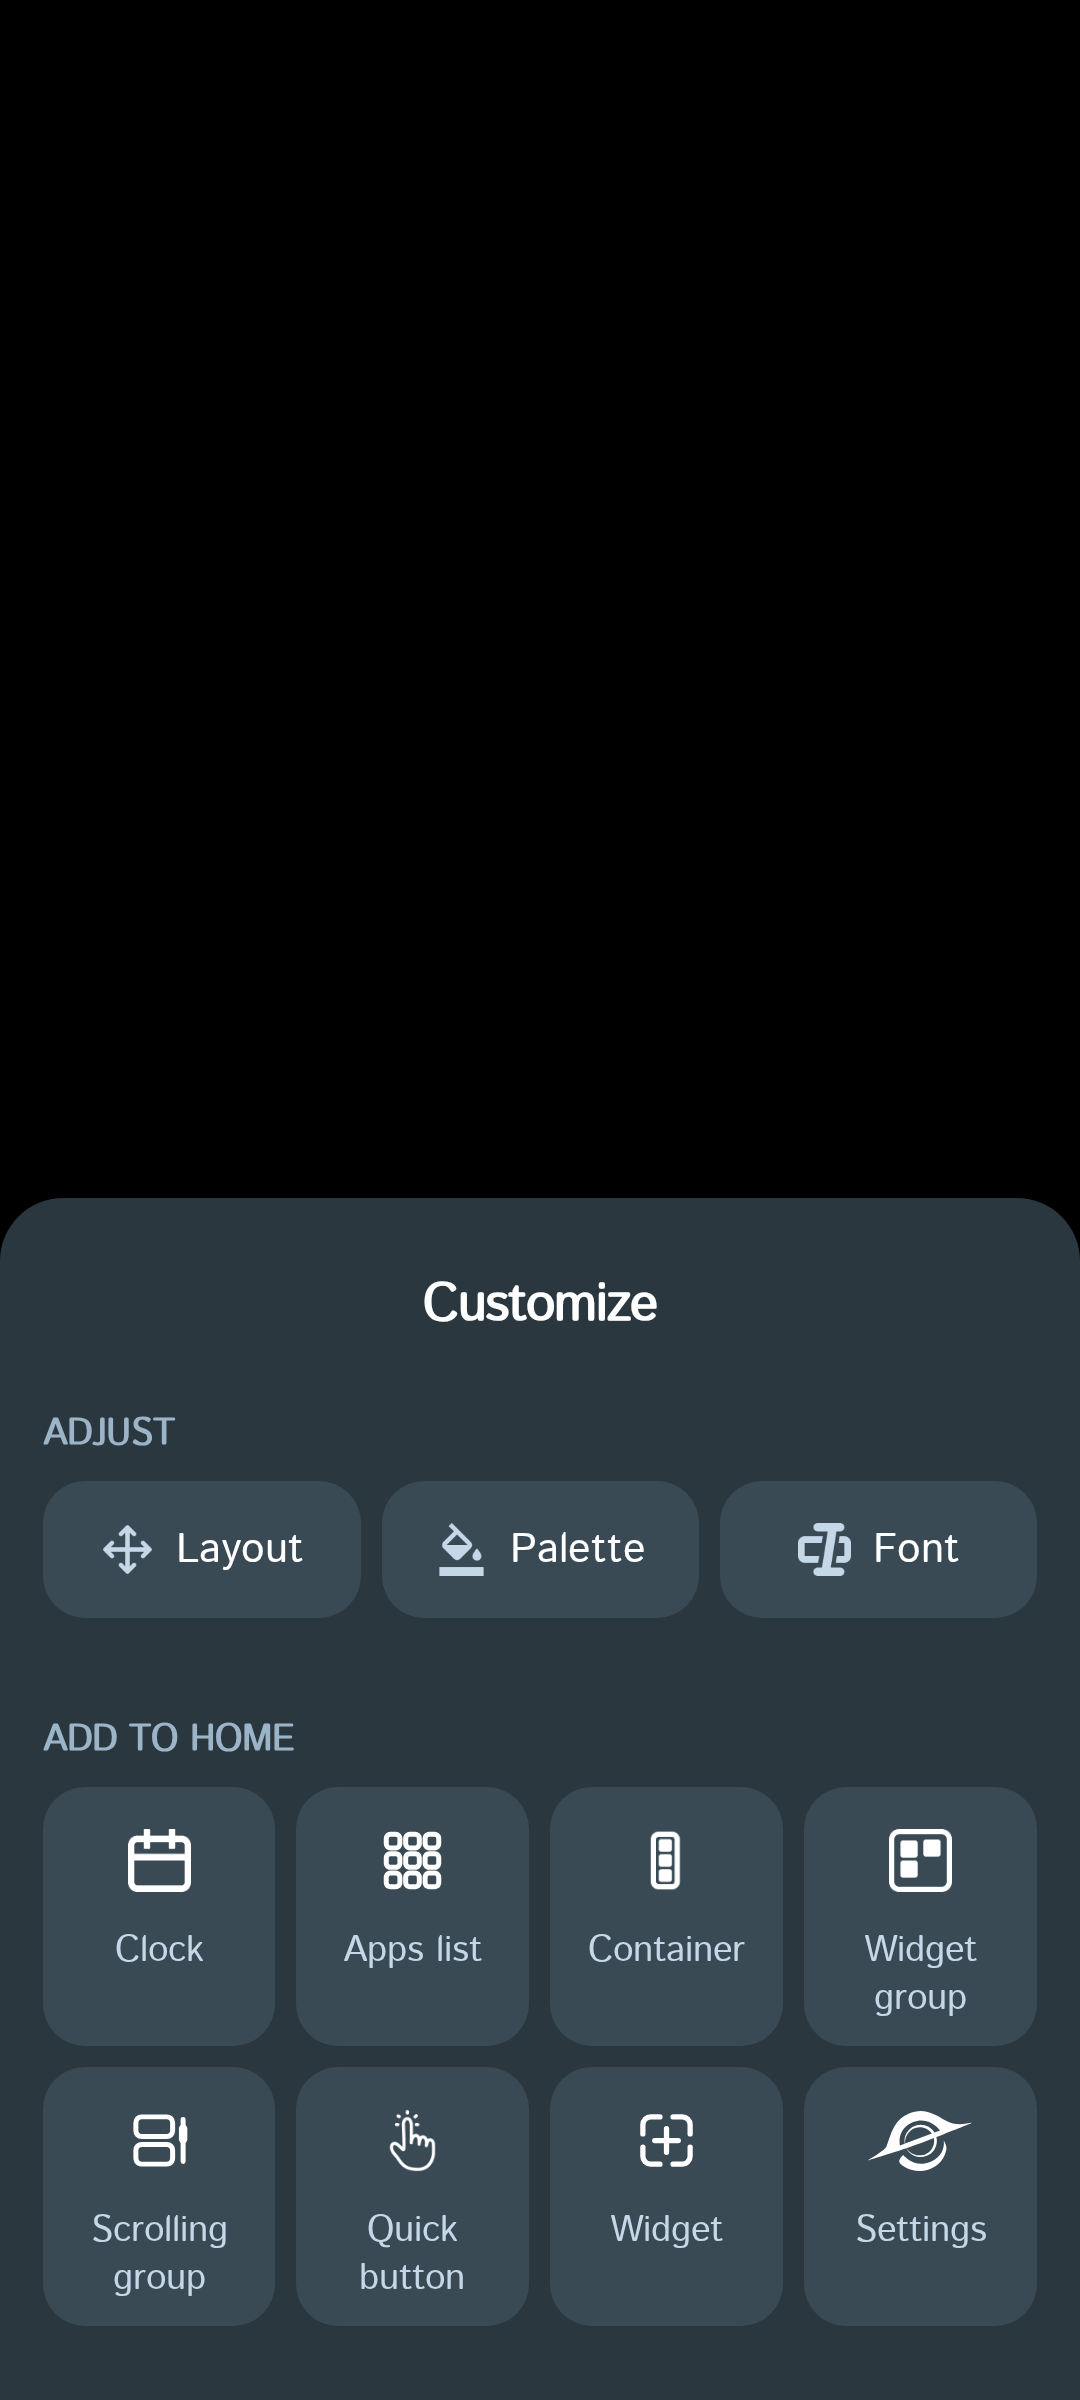 Customize
ADJUST
Layout
Palette
Font
ADD TO HOME
Clock
Apps list
Container
Widget
group
Scrolling
group
Quick
button
Widget
Settings